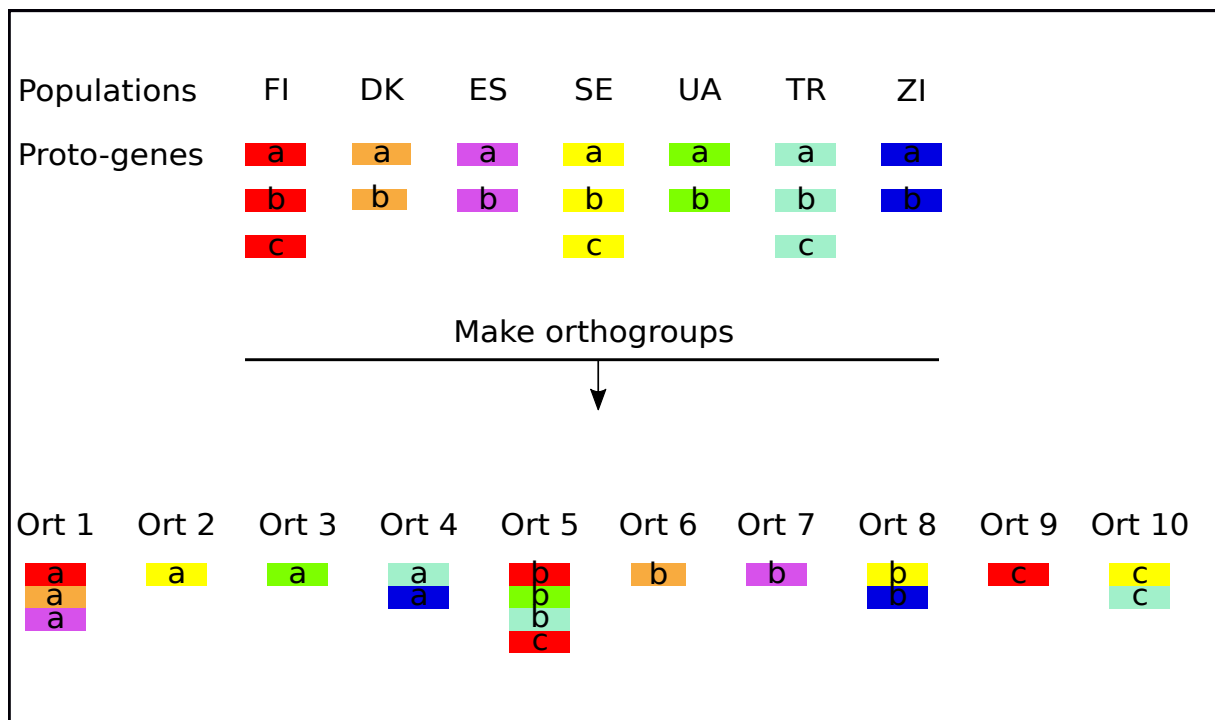 Populations FI DK ES SE UA TR ZI
Proto-genes a a a a a a a
b b b b b b b
c c c
Make orthogroups
Ort 1 Ort 2 Ort 3 Ort 4 Ort 5 Ort 6 Ort 7 Ort 8 Ort 9 Ort 10
a a a a b b b b c c
a a b b c
a b
c